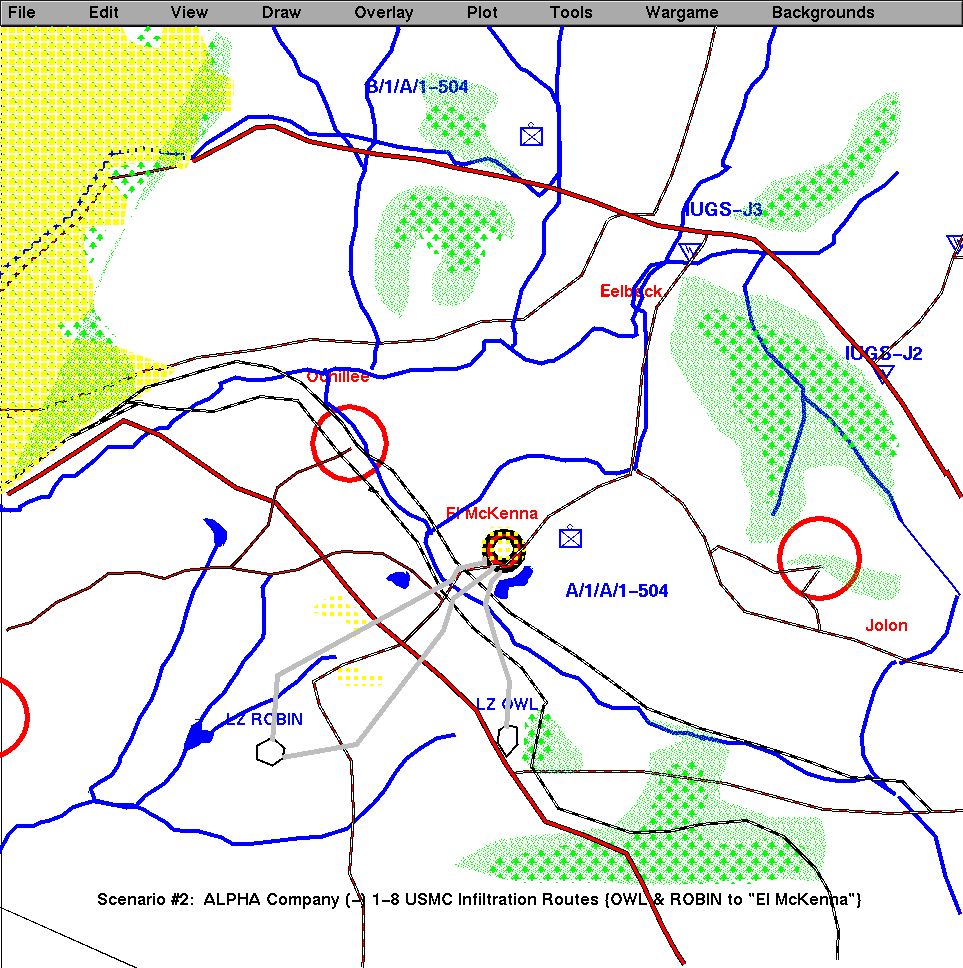 File Edit View Draw Overlay Plot Tools Wargame Backgrounds
B/1/A/1-504
IUGS-J3
Eelbeck
IUGS-J2
Ochillee
El McKenna
A/1/A/1-504
Jolon
LZ OWL
LZ ROBIN
Scenario #2: ALPHA Company (-) 1-8 USMC Infiltration Routes {OWL & ROBIN to "El McKenna"}